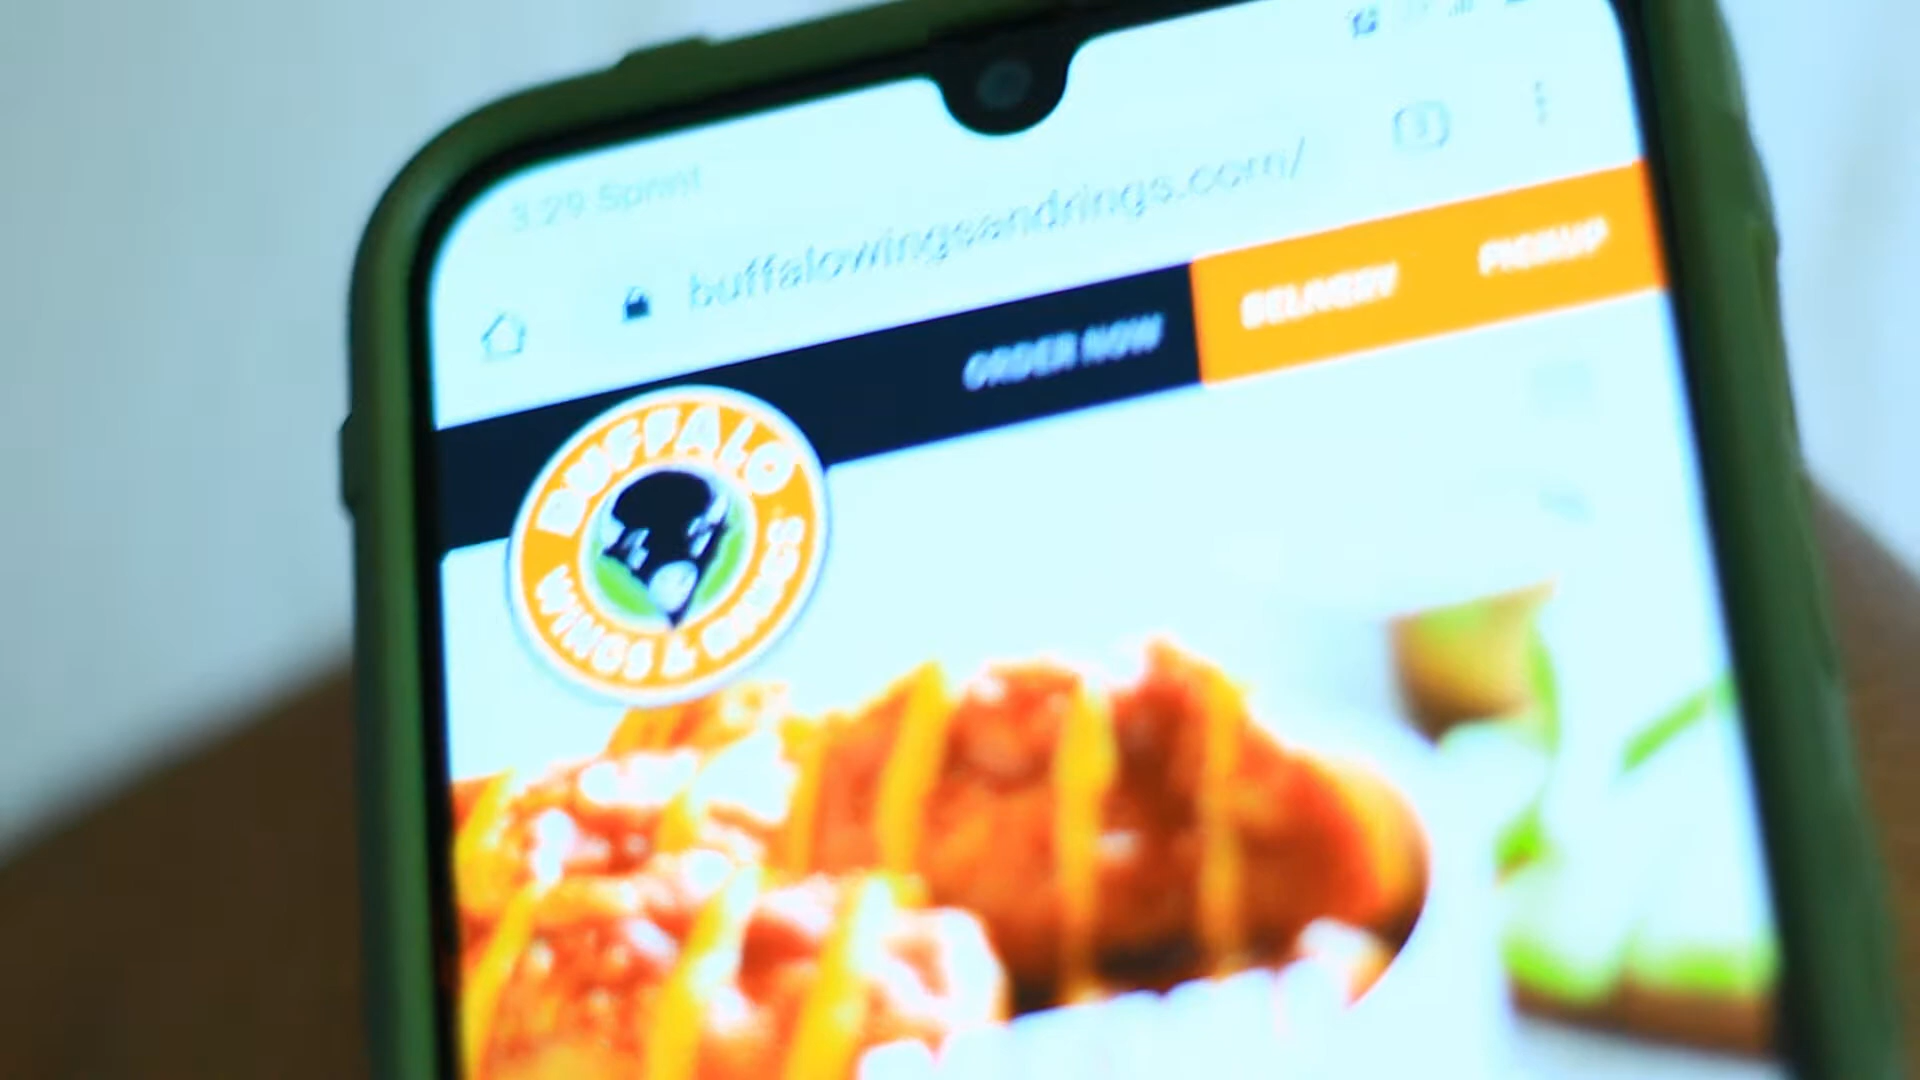 3:29 Sprint
buffalowingsandrings.com/
ORDER NOW
DELIVERY
PICKUP
BUFFALO
WINGS & RINGS